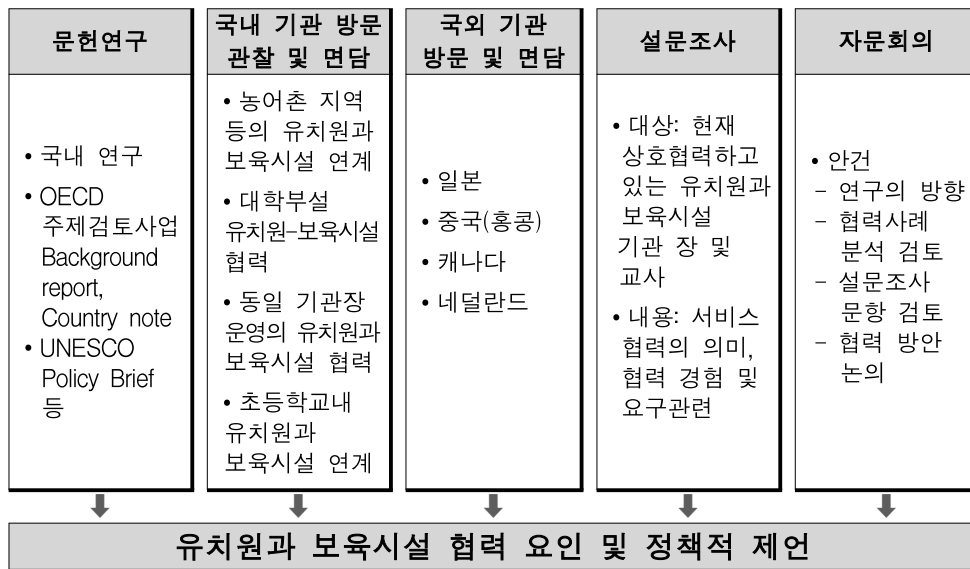 문헌연구
• 국내 연구
• OECD
주제검토사업
Background
report,
Country note
• UNESCO
Policy Brief
등
국내 기관 방문
관찰 및 면담
• 농어촌 지역
등의 유치원과
보육시설 연계
• 대학부설
유치원-보육시설
협력
• 동일 기관장
운영의 유치원과
보육시설 협력
• 초등학교내
유치원과
보육시설 연계
국외 기관
방문 및 면담
• 일본
• 중국(홍콩)
• 캐나다
• 네덜란드
설문조사
• 대상: 현재
상호협력하고
있는 유치원과
보육시설
기관 장 및
교사
• 내용: 서비스
협력의 의미,
협력 경험 및
요구관련
자문회의
• 안건
- 연구의 방향
- 협력사례
분석 검토
- 설문조사
문항 검토
- 협력 방안
논의
유치원과 보육시설 협력 요인 및 정책적 제언